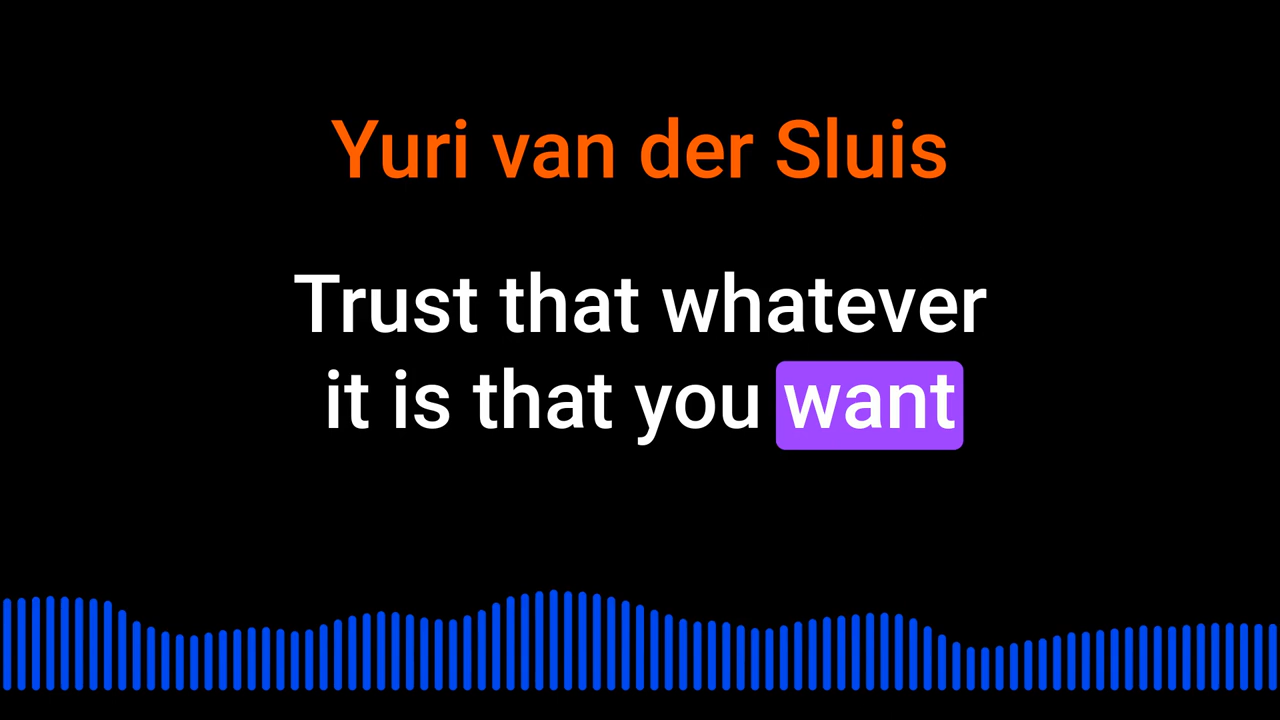 Yuri van der Sluis
Trust that whatever
it is that you want